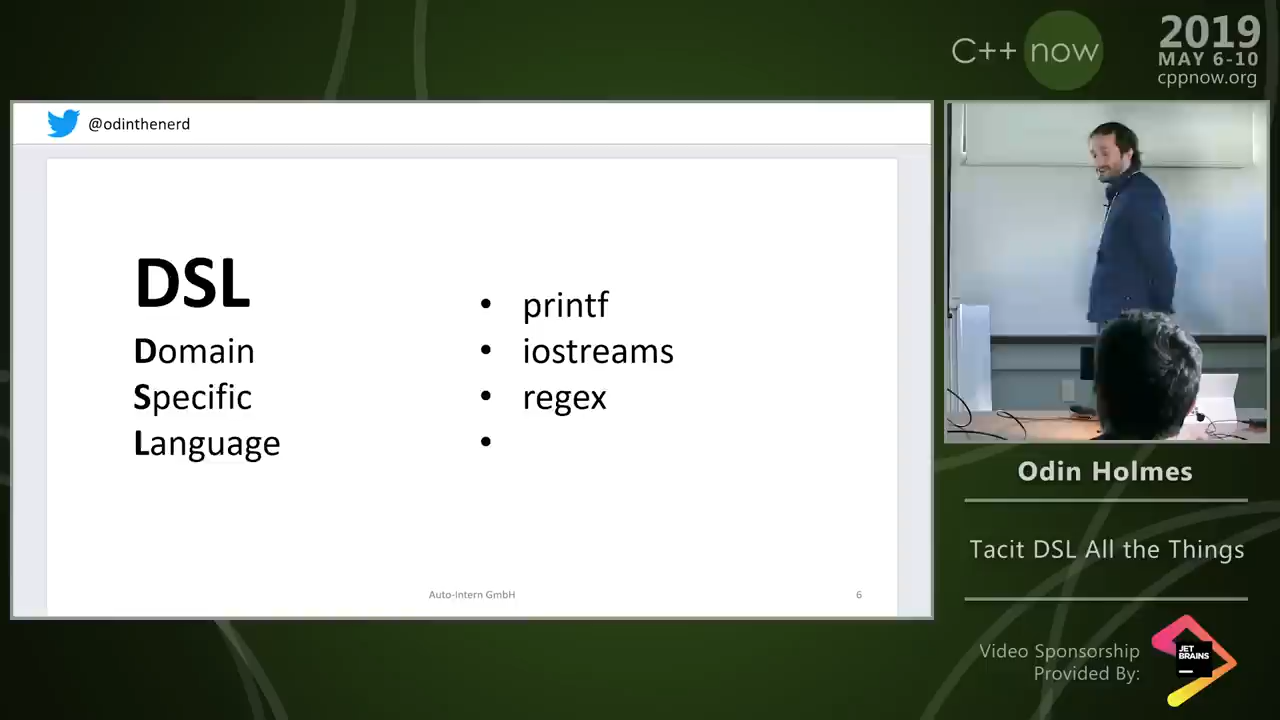 C++ now
2019
MAY 6-10
cppnow.org
@odinthenerd
DSL
Domain
Specific
Language
• printf
• iostreams
• regex
•
Auto-Intern GmbH
6
Odin Holmes
Tacit DSL All the Things
Video Sponsorship
Provided By:
JET
BRAINS